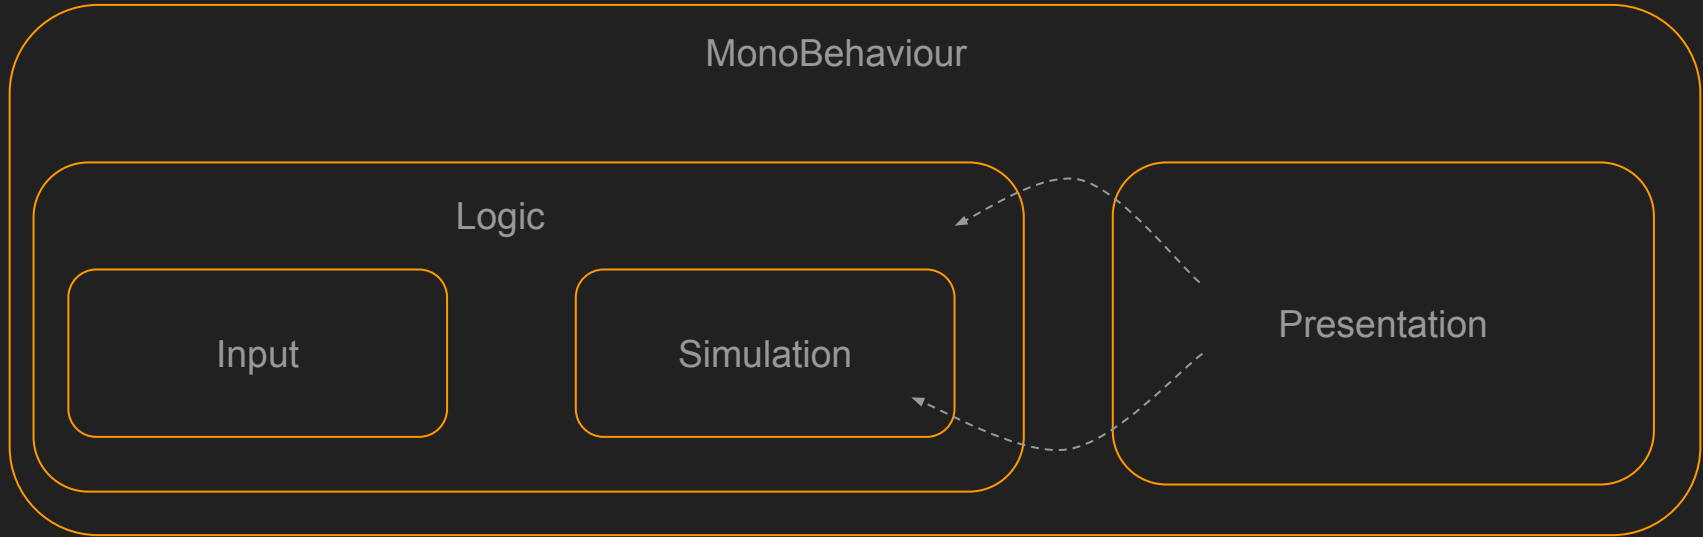 MonoBehaviour
Logic
Input
Simulation
Presentation